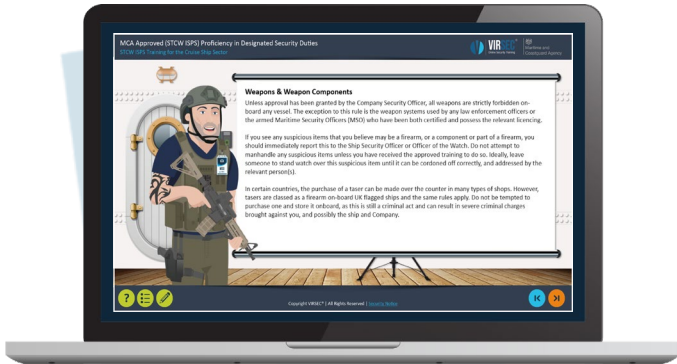 MCA Approved (STCW ISPS) Proficiency in Designated Security Duties
STCW ISPS Training for the Cruise Ship Sector
VIRSEC
Maritime and
Coastguard Agency
Weapons & Weapon Components
Unless approval has been granted by the Company Security Officer, all weapons are strictly forbidden on-
board any vessel. The exception to this rule is the weapon systems used by any law enforcement officers or
the armed Maritime Security Officers (MSO) who have been both certified and possess the relevant licencing.
If you see any suspicious items that you believe may be a firearm, or a component or part of a firearm, you
should immediately report this to the Ship Security Officer or Officer of the Watch. Do not attempt to
manhandle any suspicious items unless you have received the approved training to do so. Ideally, leave
someone to stand watch over this suspicious item until it can be cordoned off correctly, and addressed by the
relevant person(s).
In certain countries, the purchase of a taser can be made over the counter in many types of shops. However,
tasers are classed as a firearm on-board UK flagged ships and the same rules apply. Do not be tempted to
purchase one and store it onboard, as this is still a criminal act and can result in severe criminal charges
brought against you, and possibly the ship and Company.
?
Copyright VIRSEC® | All Rights Reserved |